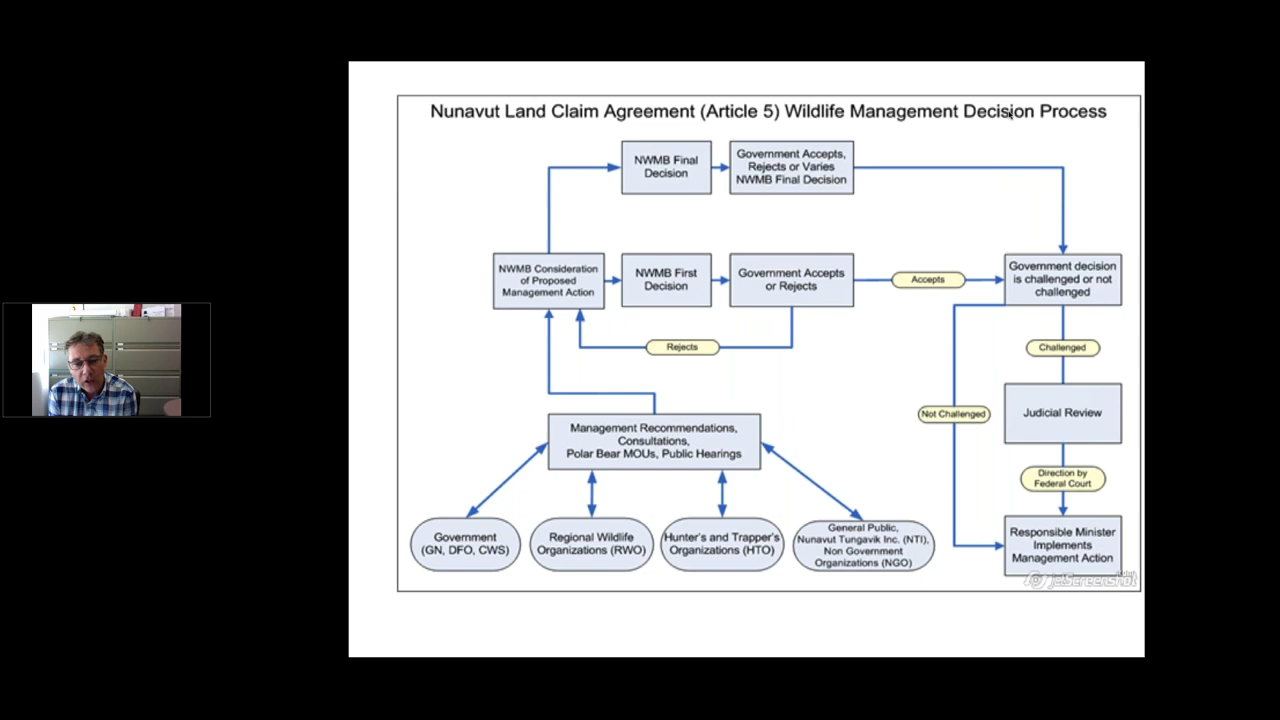 Nunavut Land Claim Agreement (Article 5) Wildlife Management Decision Process
NWMB Final
Decision
Government Accepts,
Rejects or Varies
NWMB Final Decision
NWMB Consideration
of Proposed
Management Action
NWMB First
Decision
Government Accepts
or Rejects
Accepts
Government decision
is challenged or not
challenged
Rejects
Challenged
Not Challenged
Judicial Review
Management Recommendations,
Consultations,
Polar Bear MOUs, Public Hearings
Direction by
Federal Court
Government
(GN, DFO, CWS)
Regional Wildlife
Organizations (RWO)
Hunter's and Trapper's
Organizations (HTO)
General Public,
Nunavut Tungavik Inc. (NTI),
Non Government
Organizations (NGO)
Responsible Minister
Implements
Management Action
jetScreenshot